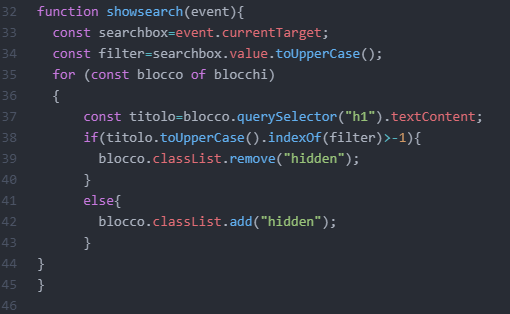 32 function showsearch(event){
33   const searchbox=event.currentTarget;
34   const filter=searchbox.value.toUpperCase();
35   for (const blocco of blocchi)
36   {
37       const titolo=blocco.querySelector("h1").textContent;
38       if(titolo.toUpperCase().indexOf(filter)>-1){
39         blocco.classList.remove("hidden");
40       }
41       else{
42         blocco.classList.add("hidden");
43       }
44 }
45 }
46